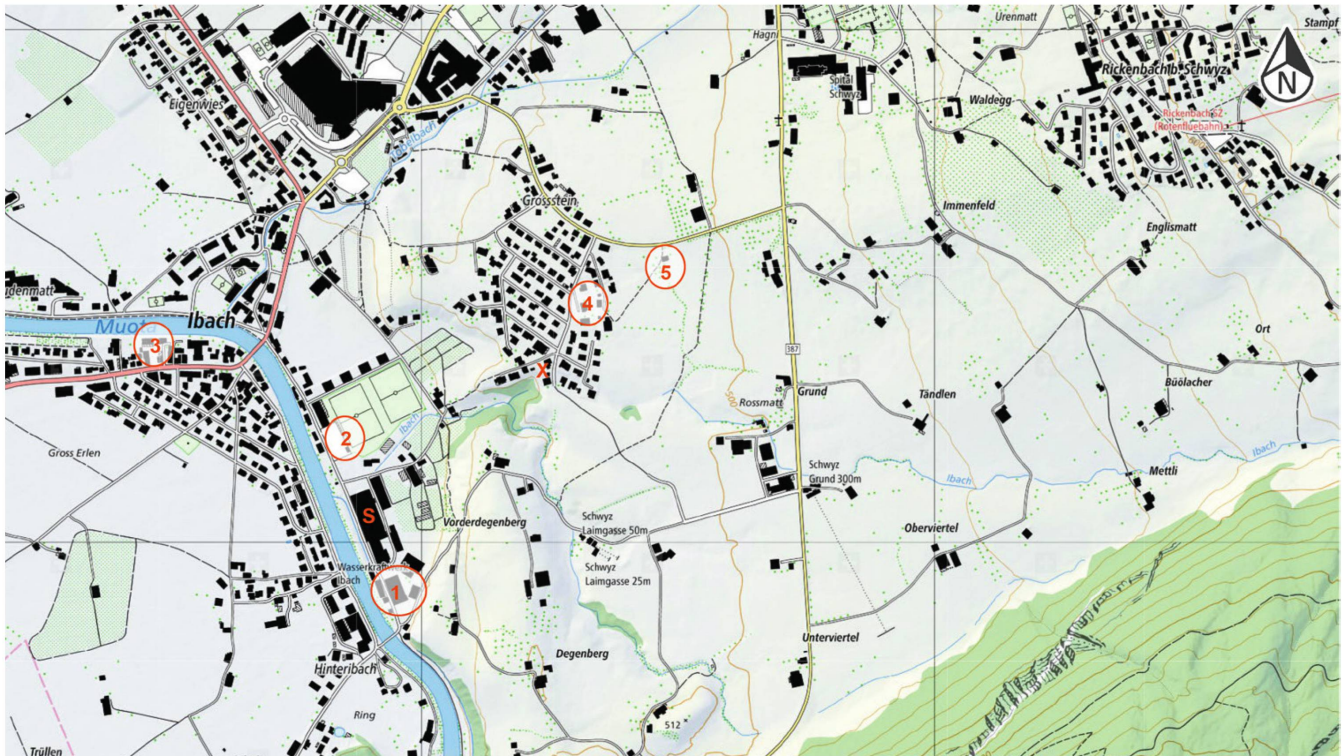 Urenmatt
Stampf
Hagni
Rickenbach b. Schwyz
N
Spital
Schwyz
Eigenwies
Waldegg
Rickenbach SZ
(Rotenfluebahn)
Grossstein
Immenfeld
Englismatt
5
4
Muota
Ibach
3
Ort
387
X
Büölacher
Grund
Tändlen
Rossmatt
500
2
Ibach
Gross Erlen
Schwyz
Grund 300m
Ibach
Ibach
Mettli
S
Vorderdegenberg
Schwyz
Laimgasse 50m
Oberviertel
Wasserkraftwerk
Ibach
Schwyz
Laimgasse 25m
1
Unterviertel
Degenberg
Hinteribach
Ring
512
Trüllen